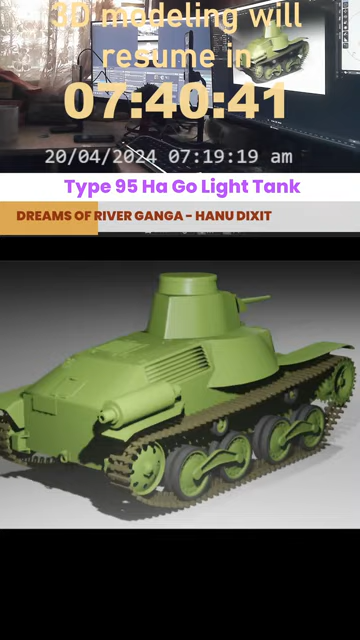 3D modeling will
resume in
07:40:41
20/04/2024 07:19:19 am
Type 95 Ha Go Light Tank
DREAMS OF RIVER GANGA - HANU DIXIT